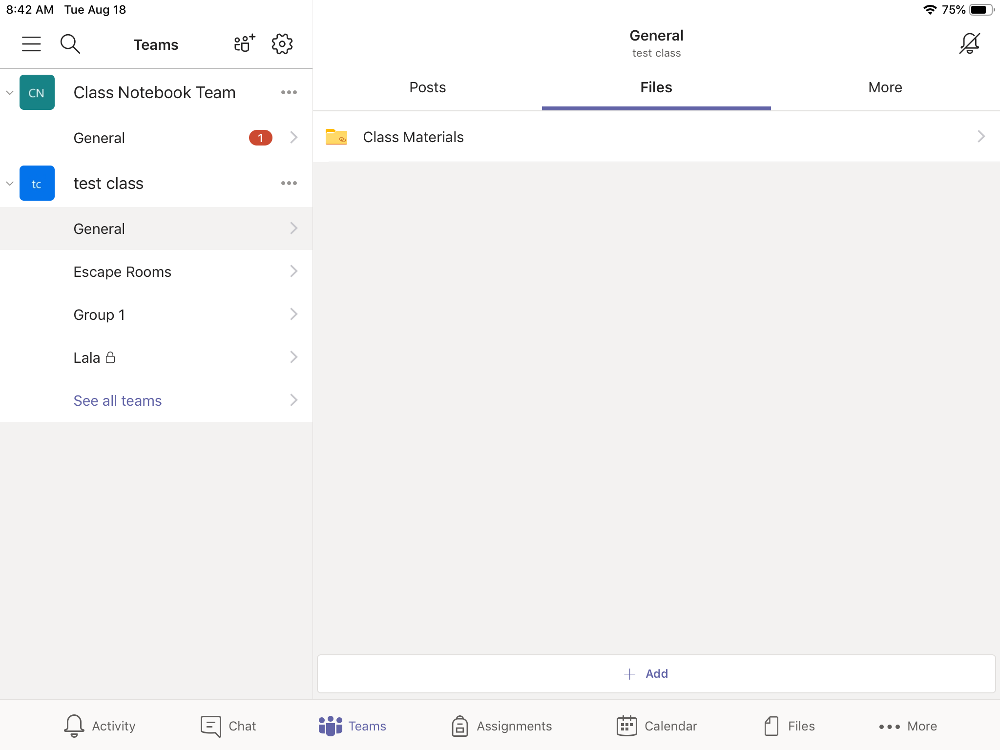 8:42 AM Tue Aug 18
75%
Teams
General
test class
Posts
Files
More
CN
Class Notebook Team
General
1
tc
test class
General
Escape Rooms
Group 1
Lala
See all teams
Class Materials
Add
Activity
Chat
Teams
Assignments
Calendar
Files
More